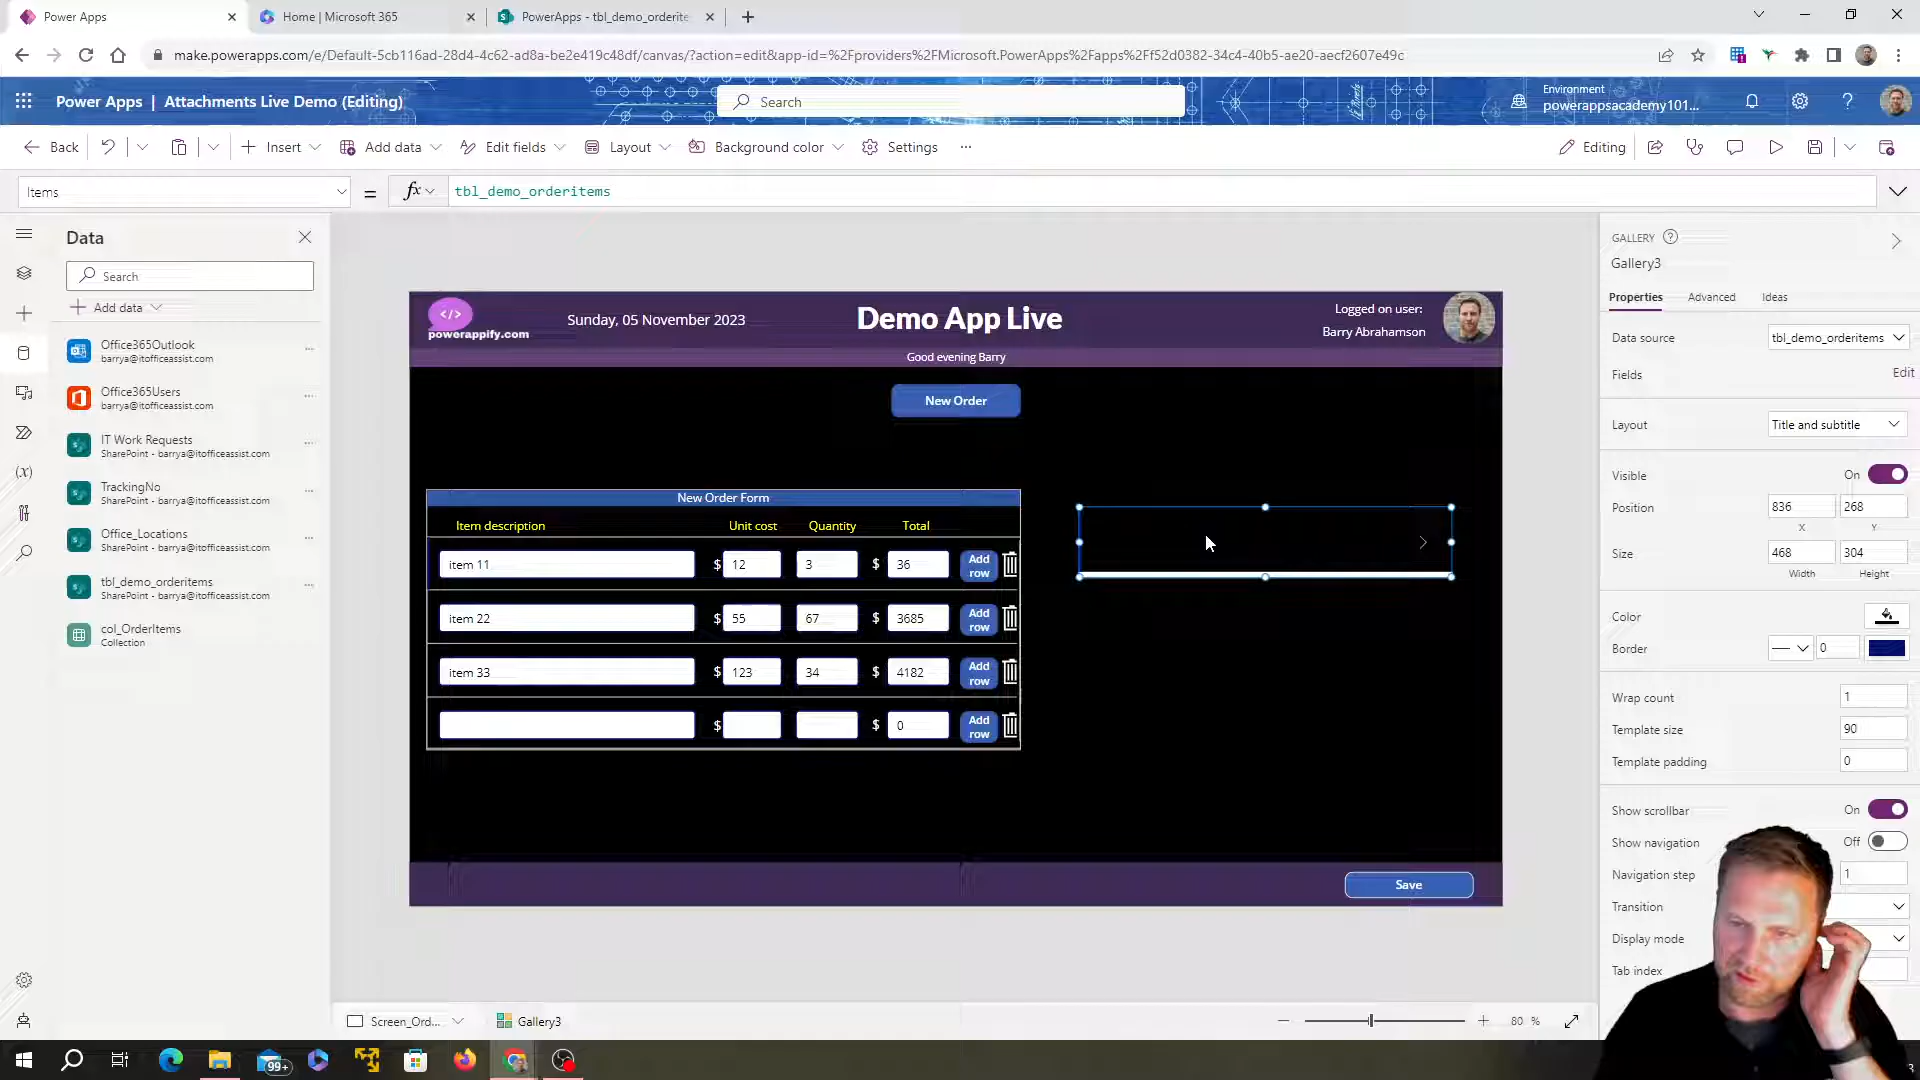 Power Apps
Home | Microsoft 365
PowerApps - tbl_demo_orderite
make.powerapps.com/e/Default-5cb116ad-28d4-4c62-ad8a-be2e419c48df/canvas/?action=edit&app-id=%2Fproviders%2FMicrosoft.PowerApps%2Fapps%2Ff52d0382-34c4-40b5-ae20-aecf2607e49c
Power Apps | Attachments Live Demo (Editing)
Search
Environment
powerappsacademy101...
Back
Insert
Add data
Edit fields
Layout
Background color
Settings
Editing
Items
=
fx
tbl_demo_orderitems
Data
Search
Add data
Office365Outlook
barrya@itofficeassist.com
Office365Users
barrya@itofficeassist.com
IT Work Requests
SharePoint - barrya@itofficeassist.com
TrackingNo
SharePoint - barrya@itofficeassist.com
Office_Locations
SharePoint - barrya@itofficeassist.com
tbl_demo_orderitems
SharePoint - barrya@itofficeassist.com
col_OrderItems
Collection
</>
powerappify.com
Sunday, 05 November 2023
Demo App Live
Logged on user:
Barry Abrahamson
Good evening Barry
New Order
New Order Form
Item description Unit cost Quantity Total
item 11 $ 12 3 $ 36 Add row
item 22 $ 55 67 $ 3685 Add row
item 33 $ 123 34 $ 4182 Add row
$ $ 0 Add row
Save
GALLERY
Gallery3
Properties Advanced Ideas
Data source tbl_demo_orderitems
Fields Edit
Layout Title and subtitle
Visible On
Position 836 268
X Y
Size 468 304
Width Height
Color
Border 0
Wrap count 1
Template size 90
Template padding 0
Show scrollbar On
Show navigation Off
Navigation step 1
Transition
Display mode
Tab index
Screen_Ord...
Gallery3
80 %
99+